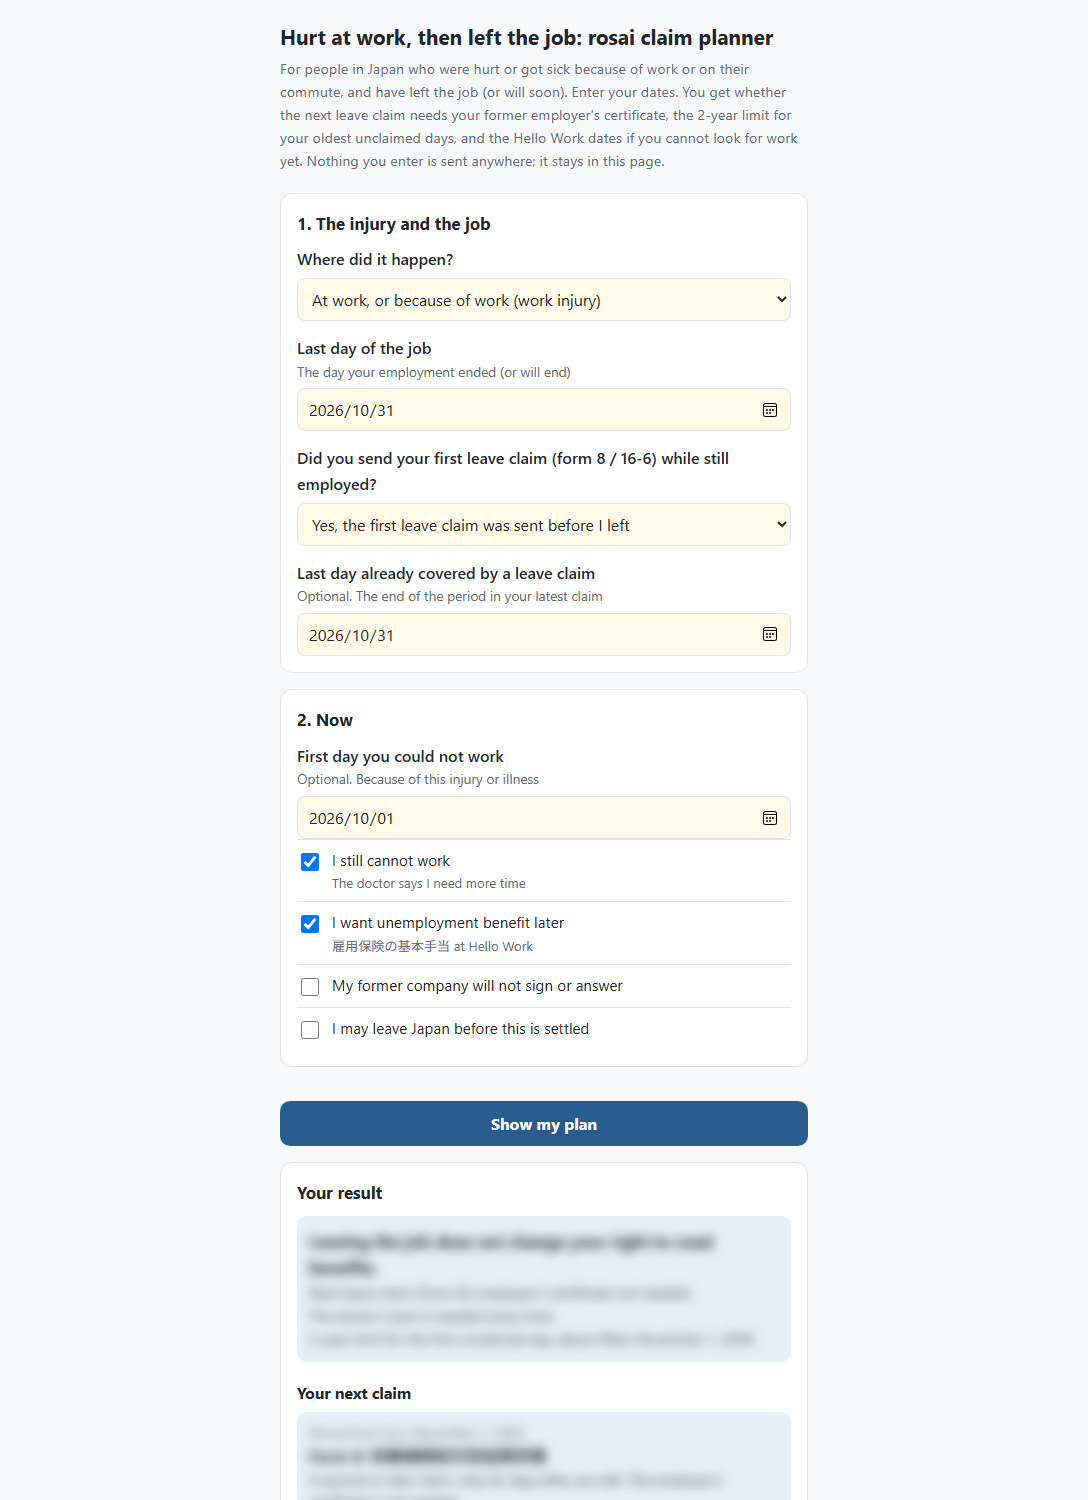 Hurt at work, then left the job: rosai claim planner
For people in Japan who were hurt or got sick because of work or on their
commute, and have left the job (or will soon). Enter your dates. You get whether
the next leave claim needs your former employer's certificate, the 2-year limit for
your oldest unclaimed days, and the Hello Work dates if you cannot look for work
yet. Nothing you enter is sent anywhere; it stays in this page.
1. The injury and the job
Where did it happen?
At work, or because of work (work injury)
Last day of the job
The day your employment ended (or will end)
2026/10/31
Did you send your first leave claim (form 8 / 16-6) while still
employed?
Yes, the first leave claim was sent before I left
Last day already covered by a leave claim
Optional. The end of the period in your latest claim
2026/10/31
2. Now
First day you could not work
Optional. Because of this injury or illness
2026/10/01
I still cannot work
The doctor says I need more time
I want unemployment benefit later
雇用保険の基本手当 at Hello Work
My former company will not sign or answer
I may leave Japan before this is settled
Show my plan
Your result
Leaving the job does not change your right to rosai
benefits.
Your next claim